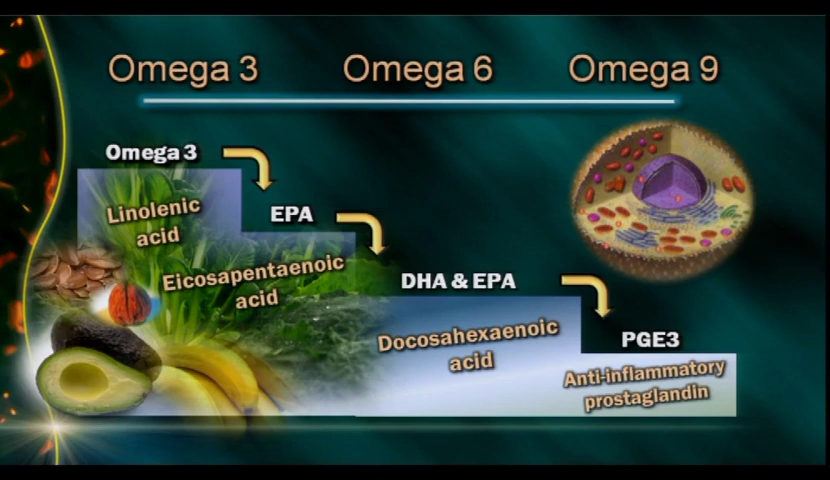 Omega 3 Omega 6 Omega 9
Omega 3
Linolenic
acid
EPA
Eicosapentaenoic
acid
DHA & EPA
Docosahexaenoic
acid
PGE3
Anti-inflammatory
prostaglandin